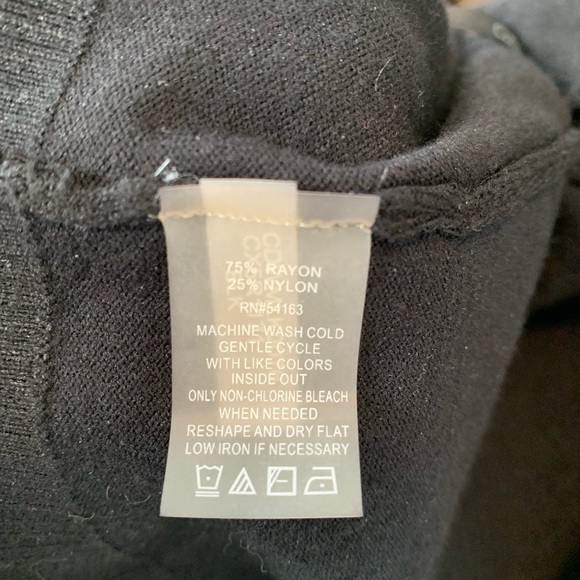 75% RAYON
25% NYLON
RN#54163
MACHINE WASH COLD
GENTLE CYCLE
WITH LIKE COLORS
INSIDE OUT
ONLY NON-CHLORINE BLEACH
WHEN NEEDED
RESHAPE AND DRY FLAT
LOW IRON IF NECESSARY